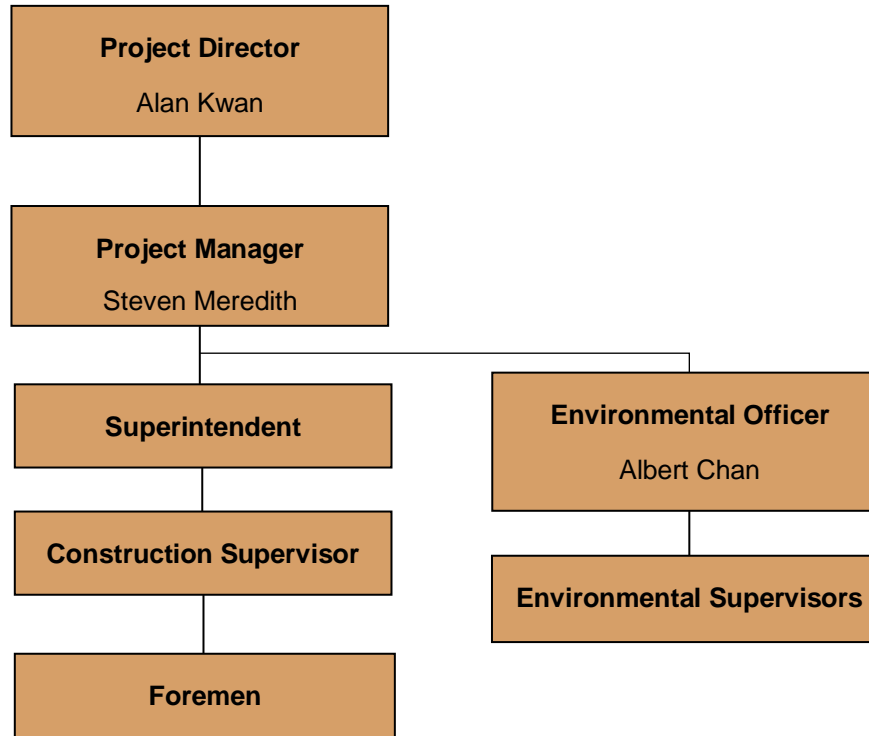 Project Director
Alan Kwan
Project Manager
Steven Meredith
Superintendent
Environmental Officer
Albert Chan
Construction Supervisor
Environmental Supervisors
Foremen